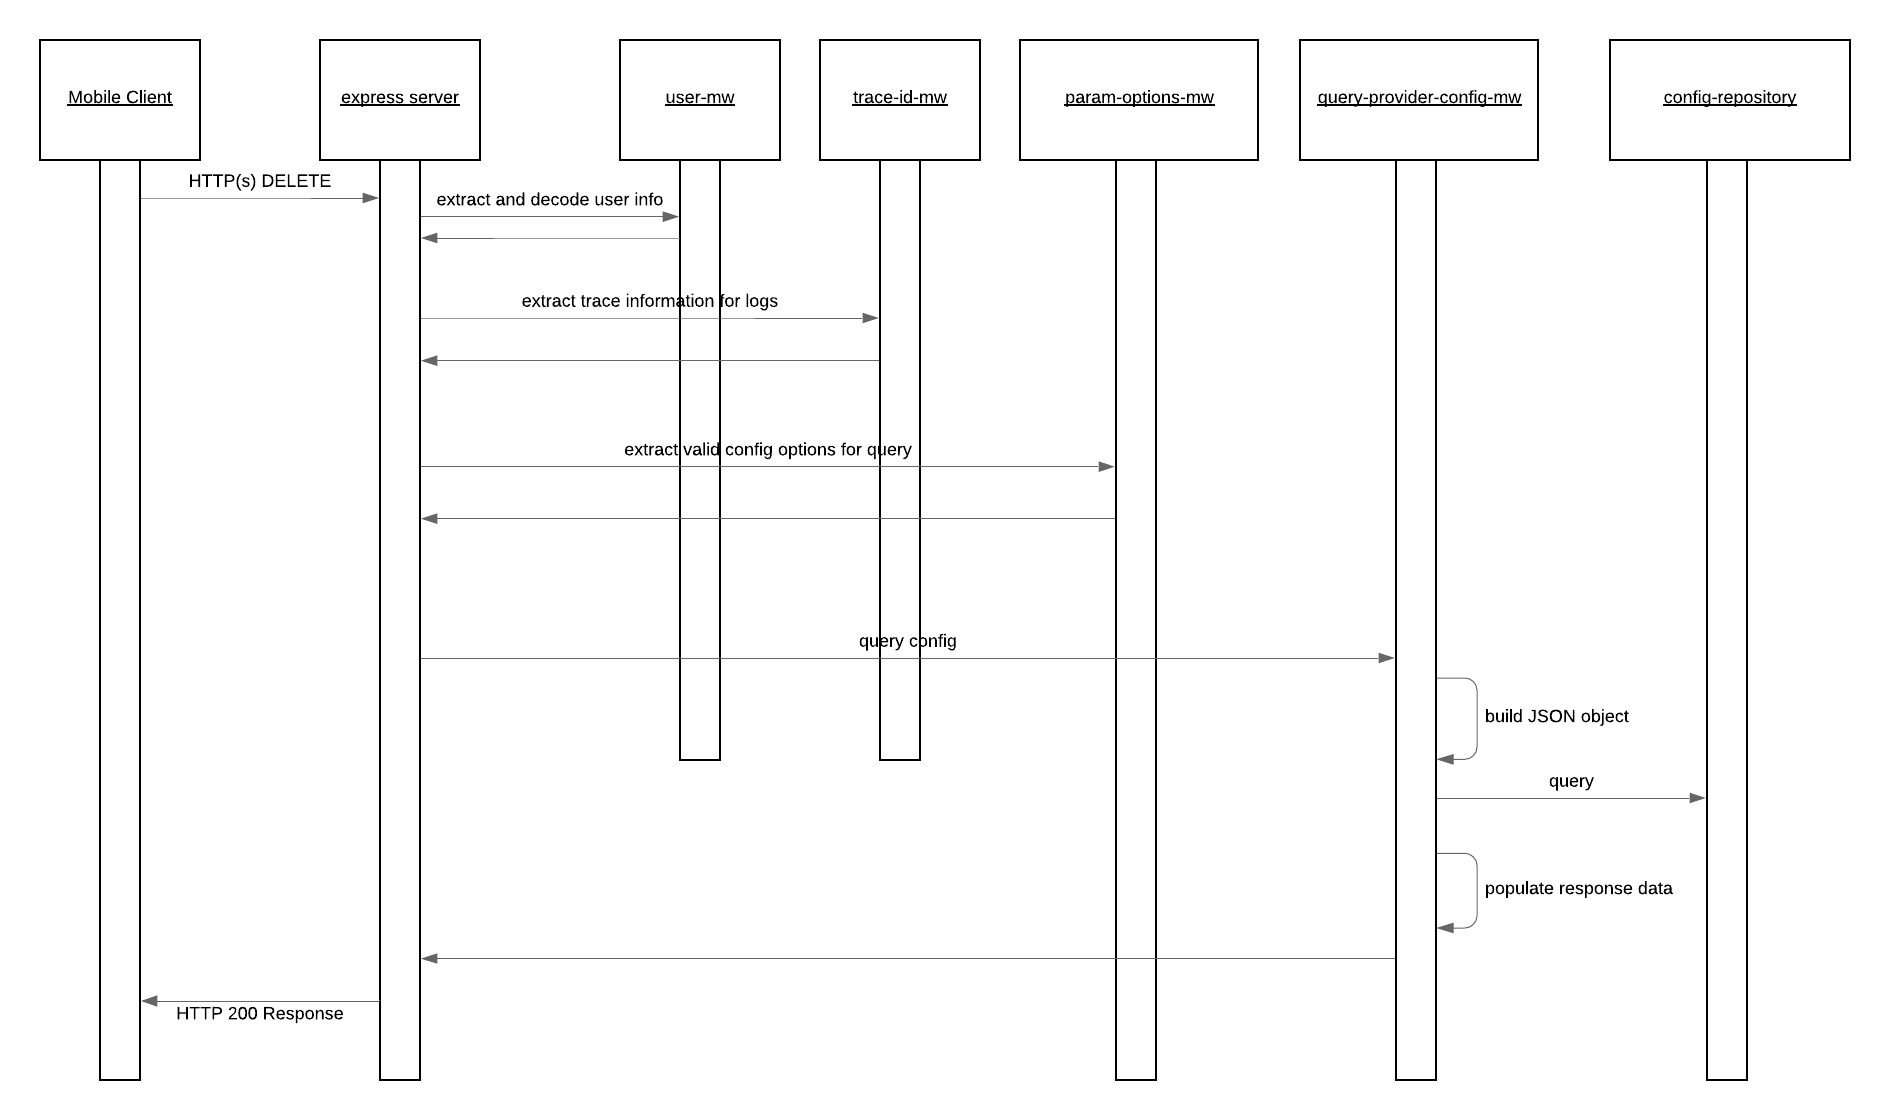 Mobile Client
express server
user-mw
trace-id-mw
param-options-mw
query-provider-config-mw
config-repository
HTTP(s) DELETE
extract and decode user info
extract trace information for logs
extract valid config options for query
query config
build JSON object
query
populate response data
HTTP 200 Response